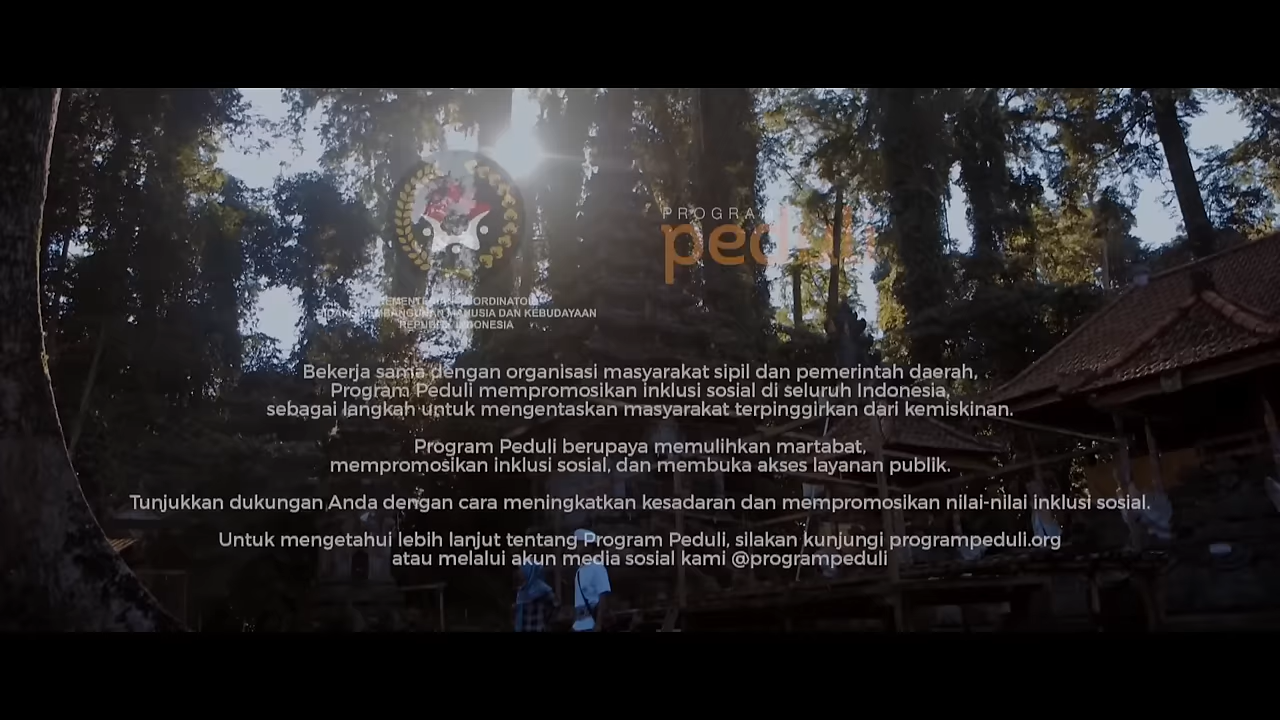 PROGRAM
peduli
KEMENTERIAN KOORDINATOR
BIDANG PEMBANGUNAN MANUSIA DAN KEBUDAYAAN
REPUBLIK INDONESIA
Bekerja sama dengan organisasi masyarakat sipil dan pemerintah daerah,
Program Peduli mempromosikan inklusi sosial di seluruh Indonesia,
sebagai langkah untuk mengentaskan masyarakat terpinggirkan dari kemiskinan.
Program Peduli berupaya memulihkan martabat,
mempromosikan inklusi sosial, dan membuka akses layanan publik.
Tunjukkan dukungan Anda dengan cara meningkatkan kesadaran dan mempromosikan nilai-nilai inklusi sosial.
Untuk mengetahui lebih lanjut tentang Program Peduli, silakan kunjungi programpeduli.org
atau melalui akun media sosial kami @programpeduli